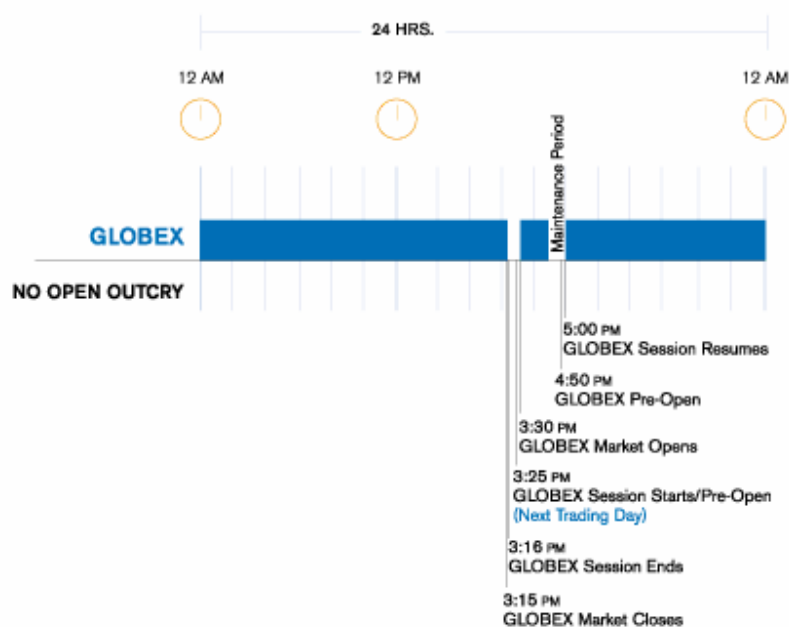 24 HRS.
12 AM
12 PM
12 AM
Maintenance Period
GLOBEX
NO OPEN OUTCRY
5:00 PM
GLOBEX Session Resumes
4:50 PM
GLOBEX Pre-Open
3:30 PM
GLOBEX Market Opens
3:25 PM
GLOBEX Session Starts/Pre-Open
(Next Trading Day)
3:16 PM
GLOBEX Session Ends
3:15 PM
GLOBEX Market Closes